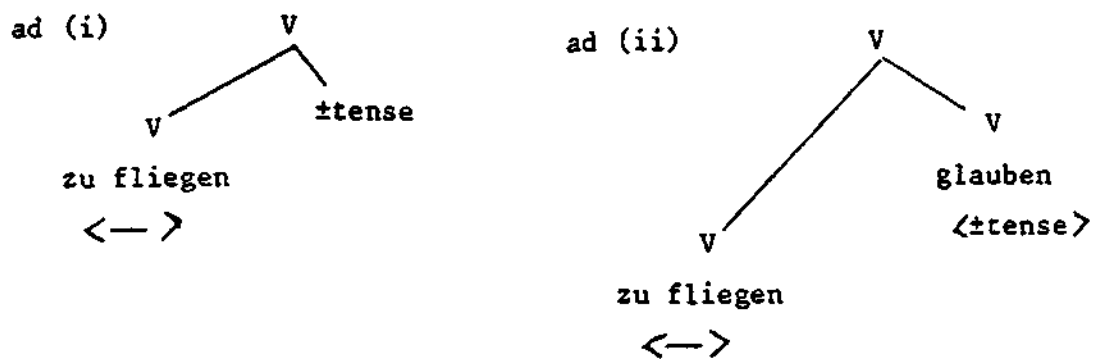 ad (i)
V
V
±tense
zu fliegen
<—>
ad (ii)
V
V
glauben
<±tense>
V
zu fliegen
<—>